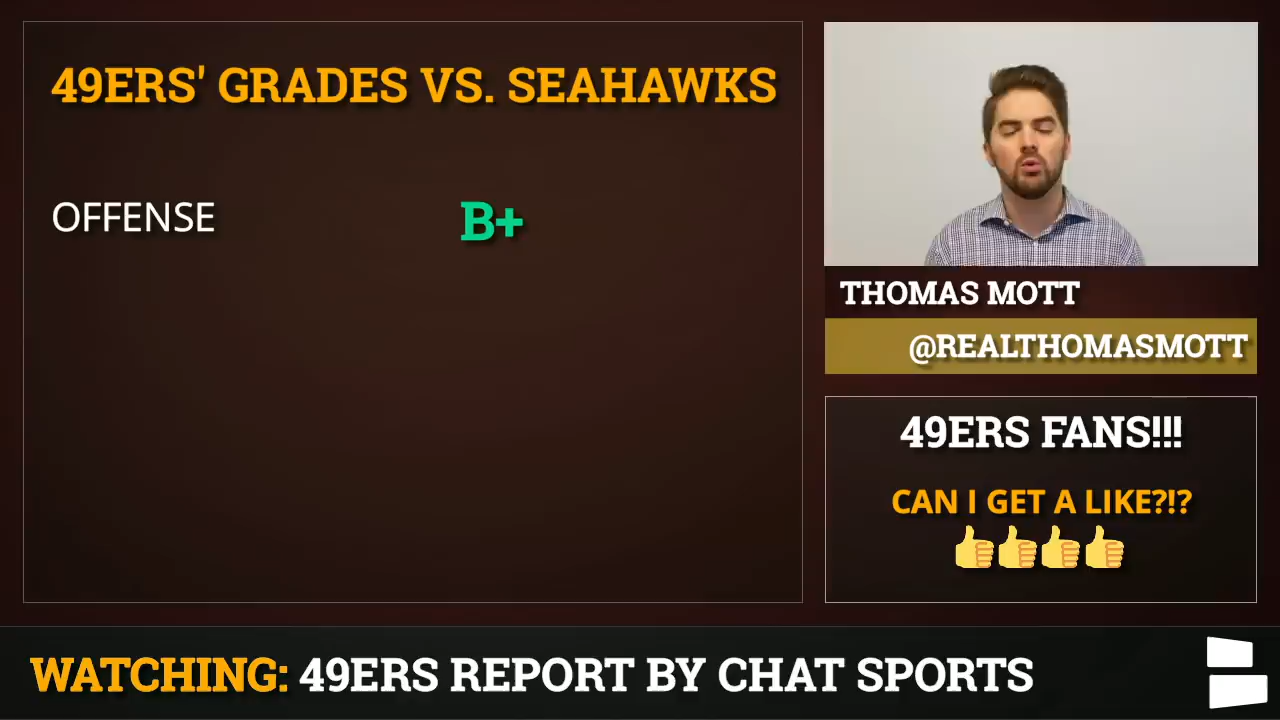 49ERS' GRADES VS. SEAHAWKS
OFFENSE B+
THOMAS MOTT
@REALTHOMASMOTT
49ERS FANS!!!
CAN I GET A LIKE?!?
👍👍👍👍
WATCHING: 49ERS REPORT BY CHAT SPORTS